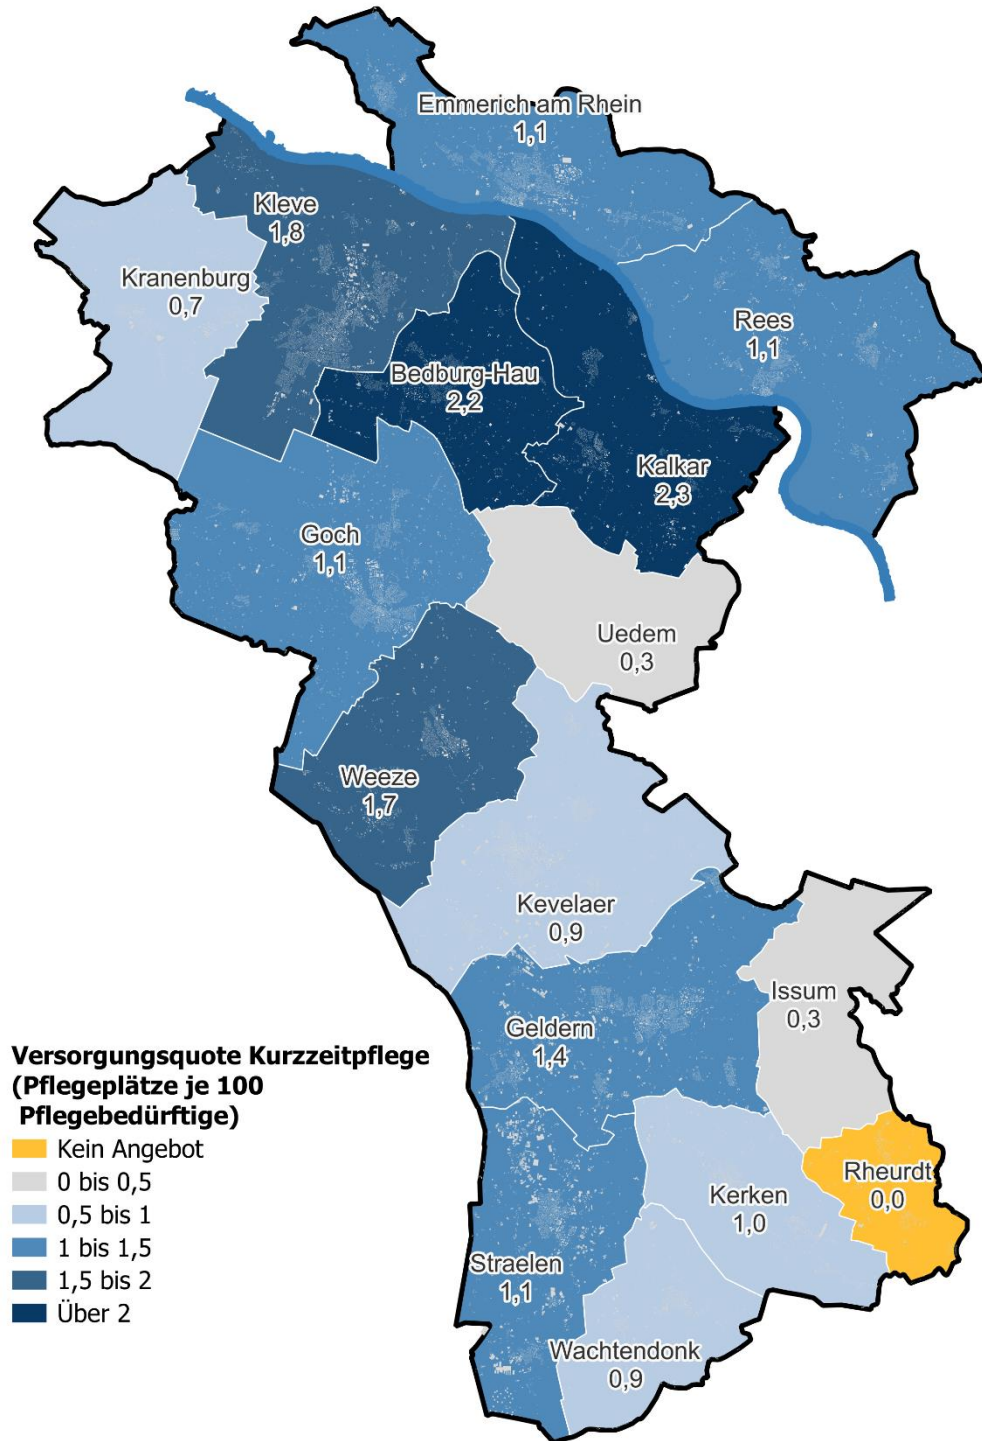 Emmerich am Rhein
1,1
Kleve
1,8
Kranenburg
0,7
Rees
1,1
Bedburg-Hau
2,2
Kalkar
2,3
Goch
1,1
Uedem
0,3
Weeze
1,7
Kevelaer
0,9
Issum
0,3
Geldern
1,4
Rheurdt
0,0
Kerken
1,0
Straelen
1,1
Wachtendonk
0,9
Versorgungsquote Kurzzeitpflege
(Pflegeplätze je 100
Pflegebedürftige)
Kein Angebot
0 bis 0,5
0,5 bis 1
1 bis 1,5
1,5 bis 2
Über 2